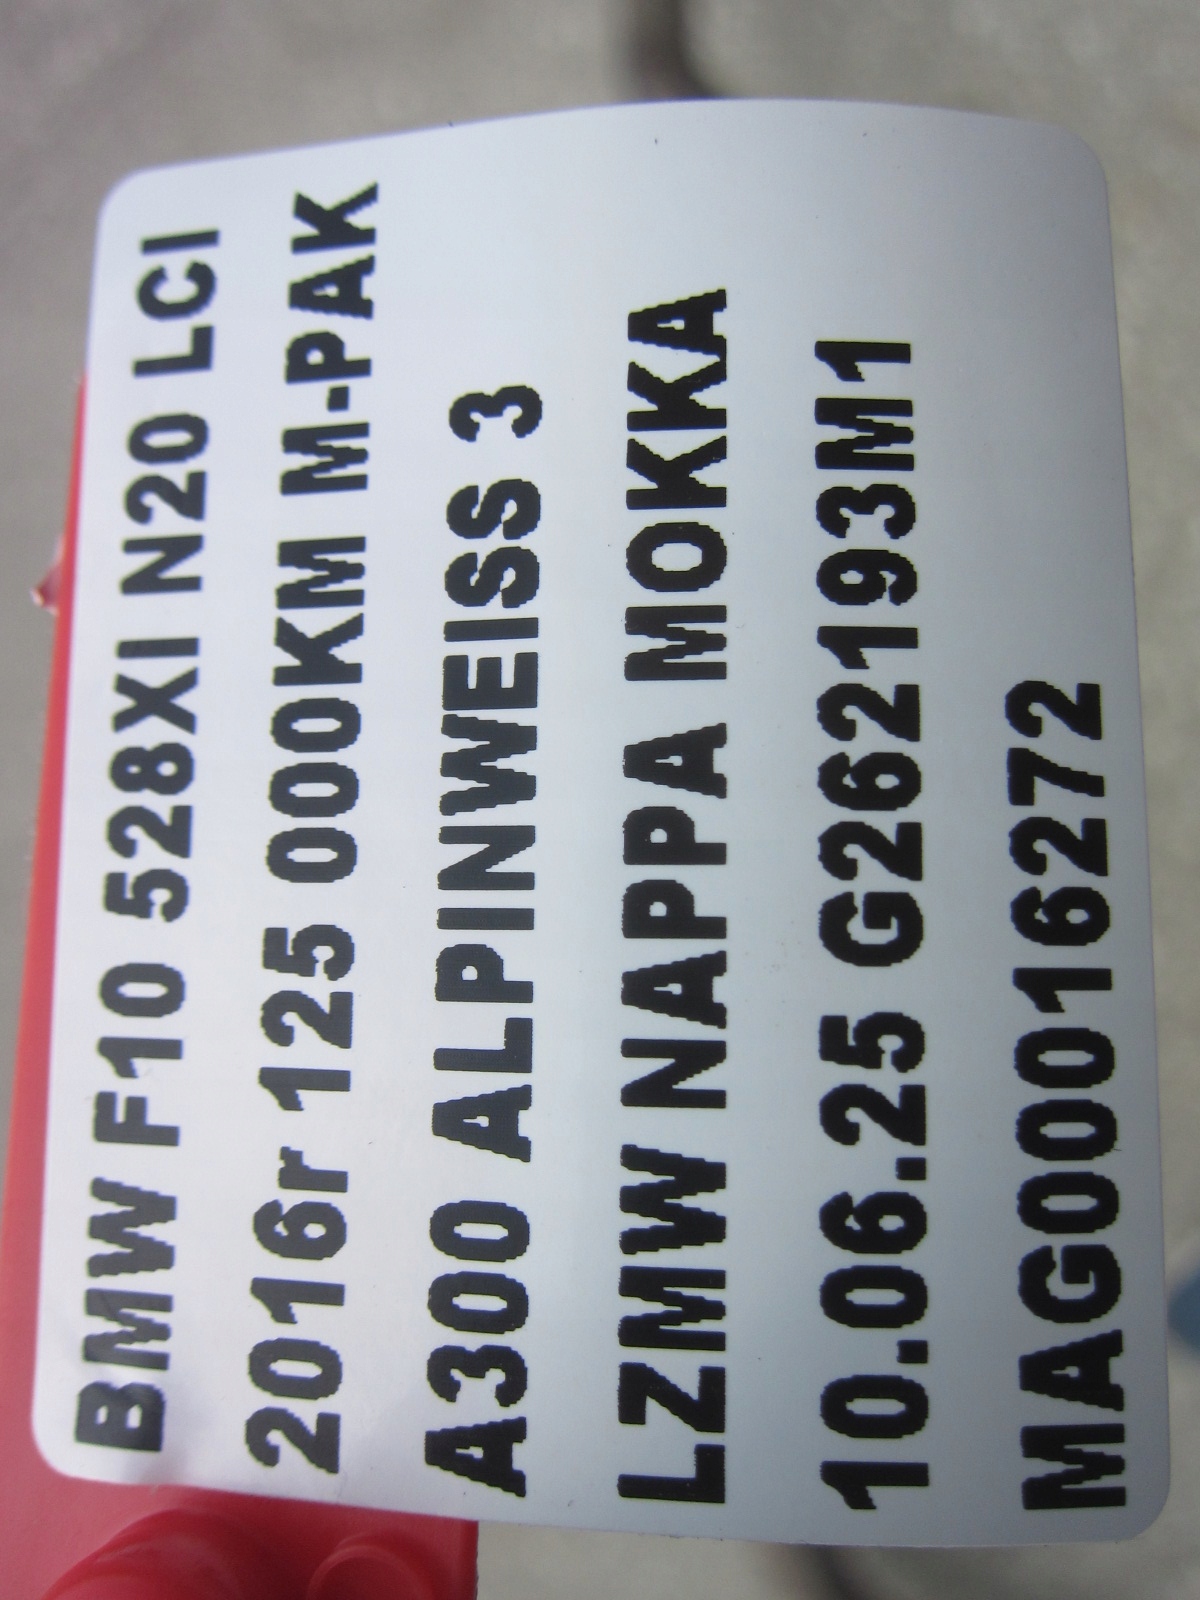 BMW F10 528XI N20 LCI
2016r 125 000KM M-PAK
A300 ALPINWEISS 3
LZMW NAPPA MOKKA
10.06.25 G262193M1
MAG00016272